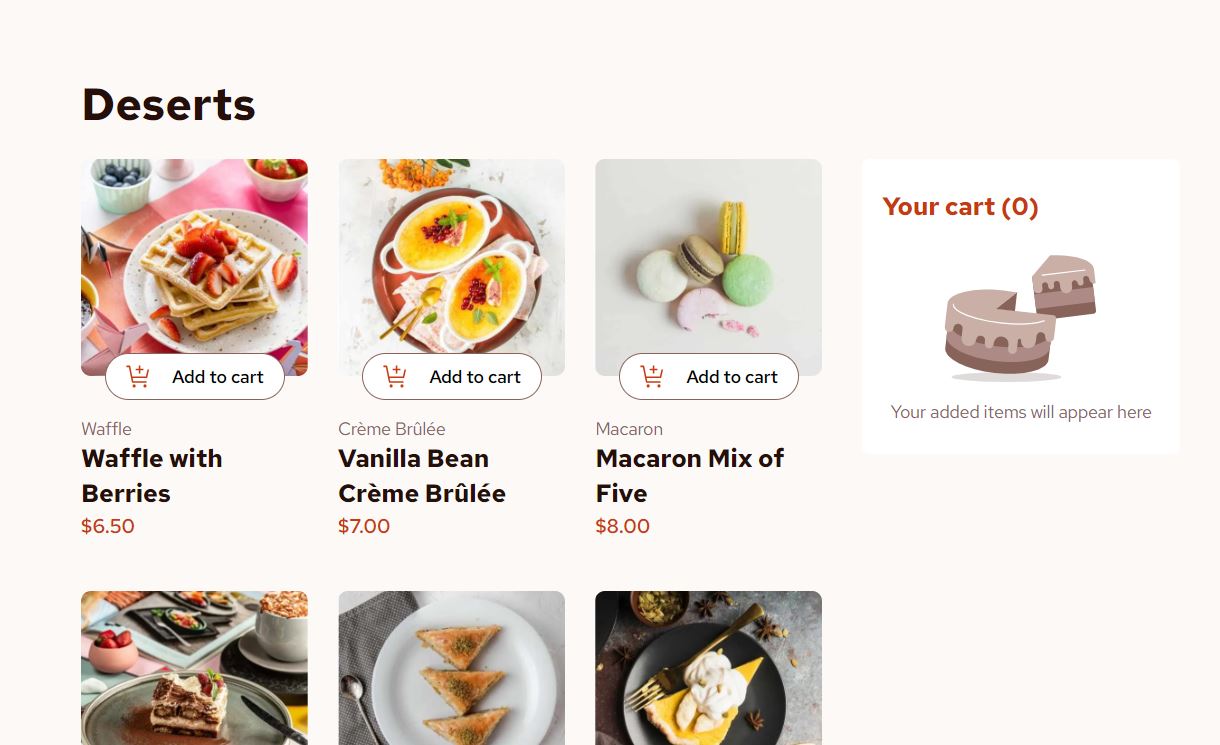 Deserts
Your cart (0)
Add to cart
Add to cart
Add to cart
Your added items will appear here
Waffle
Waffle with
Berries
$6.50
Crème Brûlée
Vanilla Bean
Crème Brûlée
$7.00
Macaron
Macaron Mix of
Five
$8.00